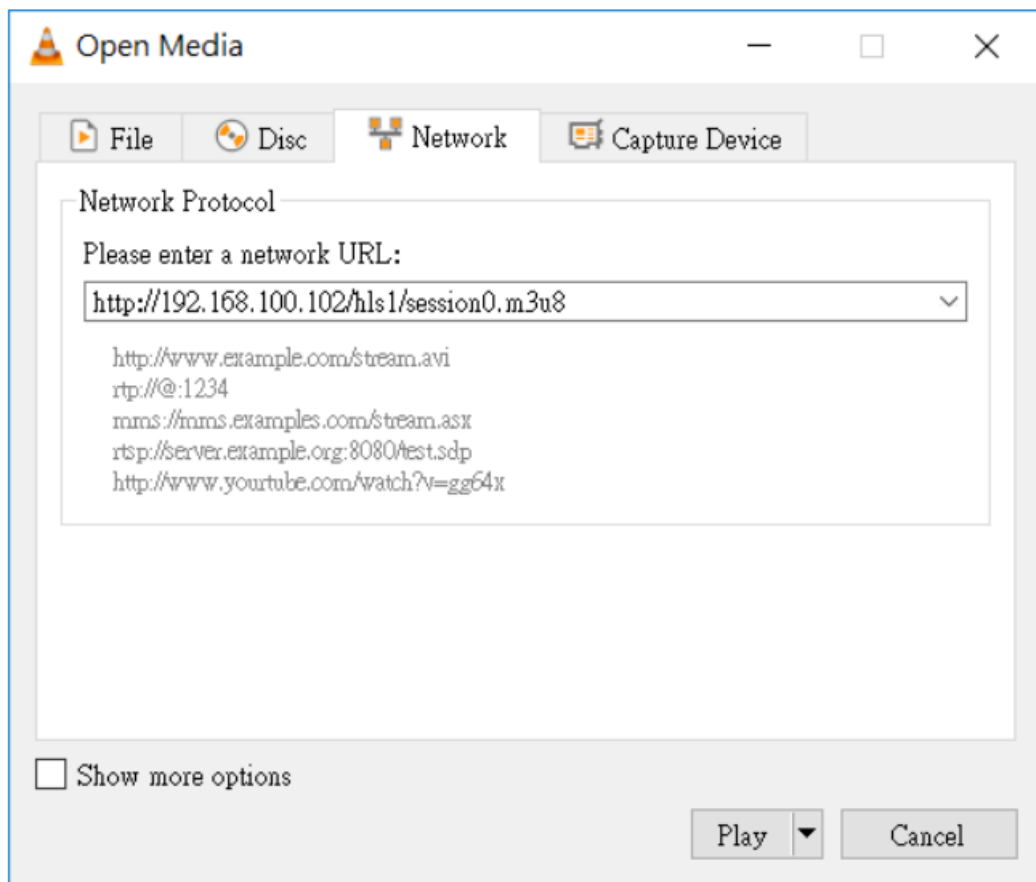 Open Media
File Disc Network Capture Device
Network Protocol
Please enter a network URL:
http://192.168.100.102/hls1/session0.m3u8
http://www.example.com/stream.avi
rtp://@:1234
mms://mms.examples.com/stream.asx
rtsp://server.example.org:8080/test.sdp
http://www.yourtube.com/watch?v=gg64x
Show more options
Play Cancel